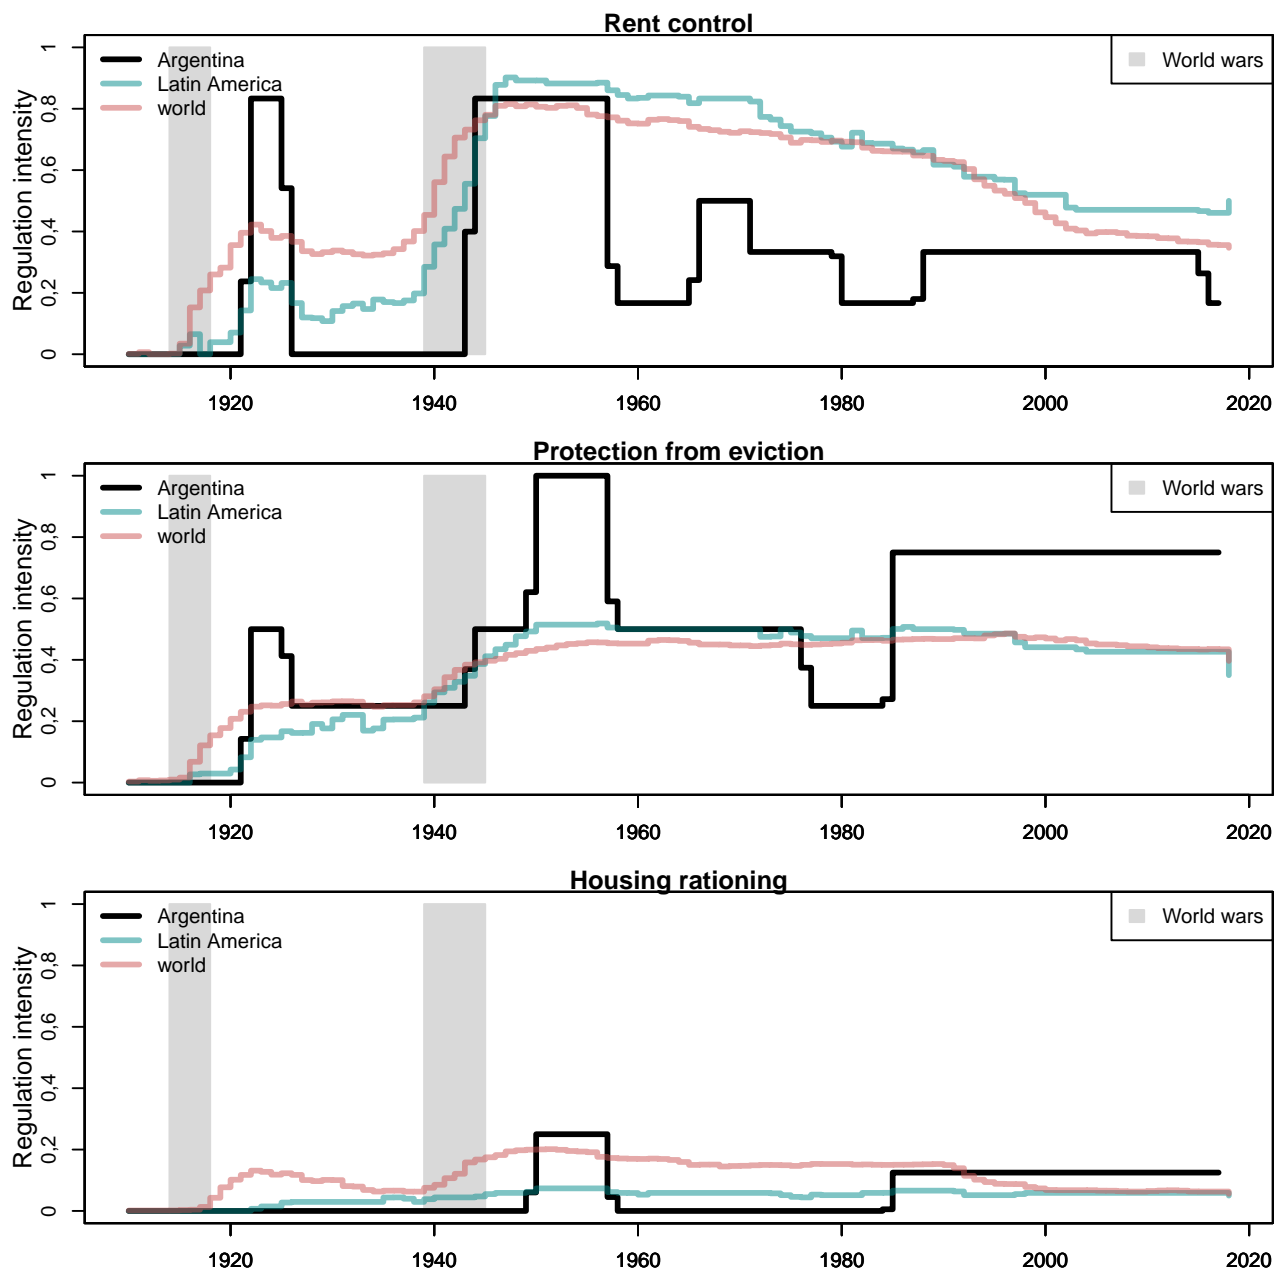 Rent control
Argentina
Latin America
world
World wars
Regulation intensity
1
0,8
0,6
0,4
0,2
0
1920 1940 1960 1980 2000 2020
Protection from eviction
Argentina
Latin America
world
World wars
Regulation intensity
1
0,8
0,6
0,4
0,2
0
1920 1940 1960 1980 2000 2020
Housing rationing
Argentina
Latin America
world
World wars
Regulation intensity
1
0,8
0,6
0,4
0,2
0
1920 1940 1960 1980 2000 2020